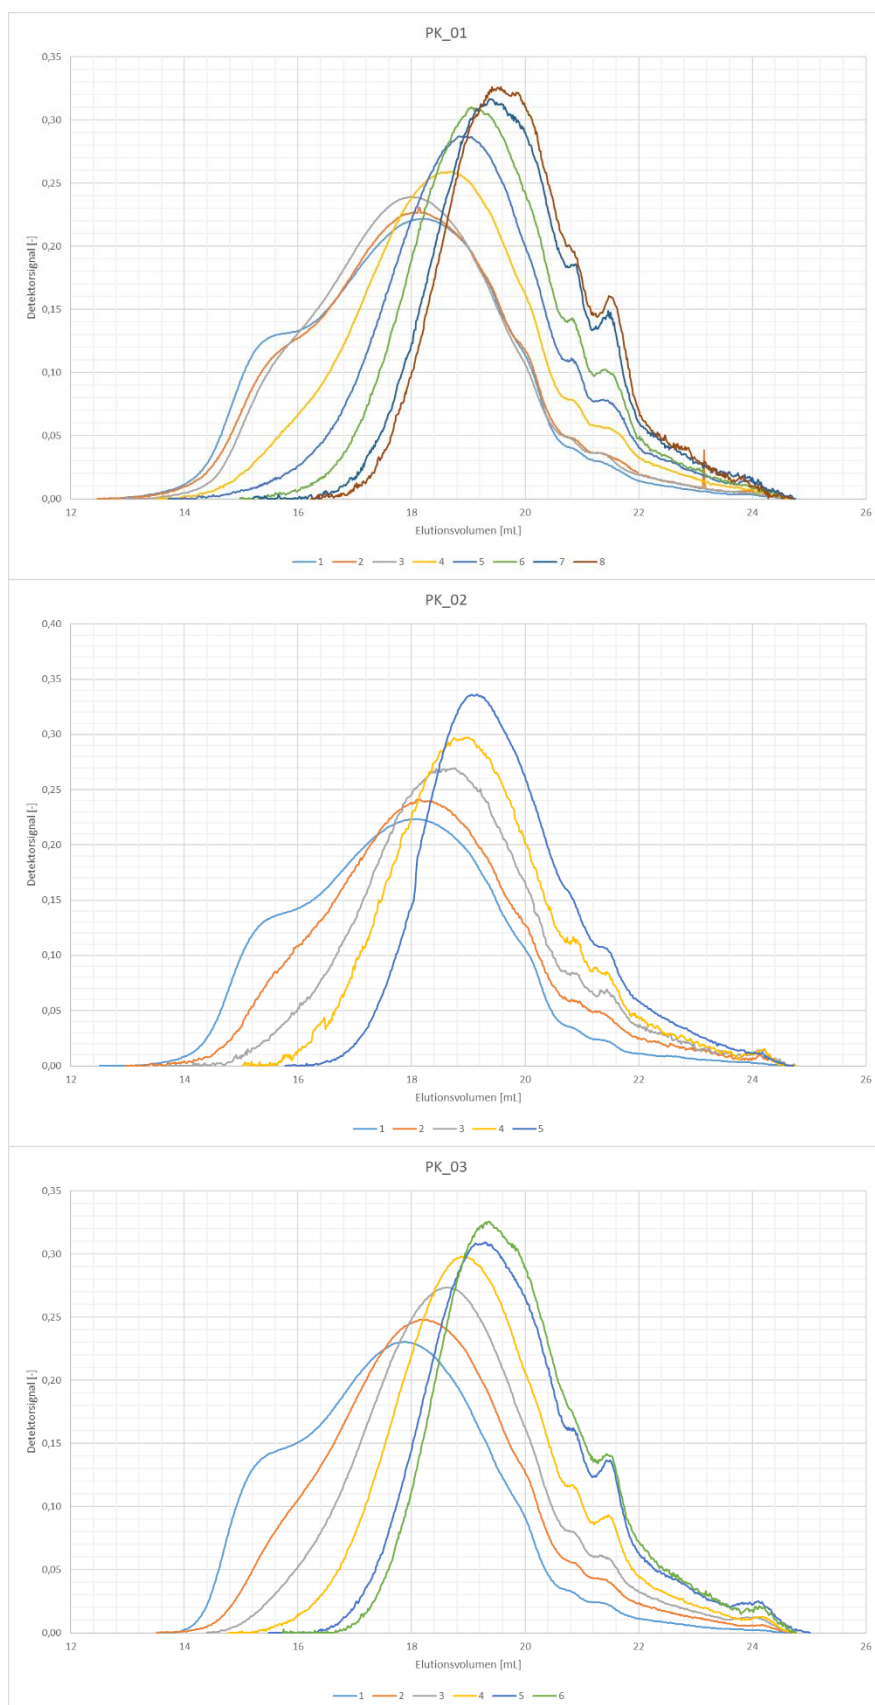 PK_01
0,35
0,30
0,25
0,20
0,15
0,10
0,05
0,00
Detektorsignal [-]
12 14 16 18 20 22 24 26
Elutionsvolumen [mL]
1 2 3 4 5 6 7 8
PK_02
0,40
0,35
0,30
0,25
0,20
0,15
0,10
0,05
0,00
Detektorsignal [-]
12 14 16 18 20 22 24 26
Elutionsvolumen [mL]
1 2 3 4 5
PK_03
0,35
0,30
0,25
0,20
0,15
0,10
0,05
0,00
Detektorsignal [-]
12 14 16 18 20 22 24 26
Elutionsvolumen [mL]
1 2 3 4 5 6